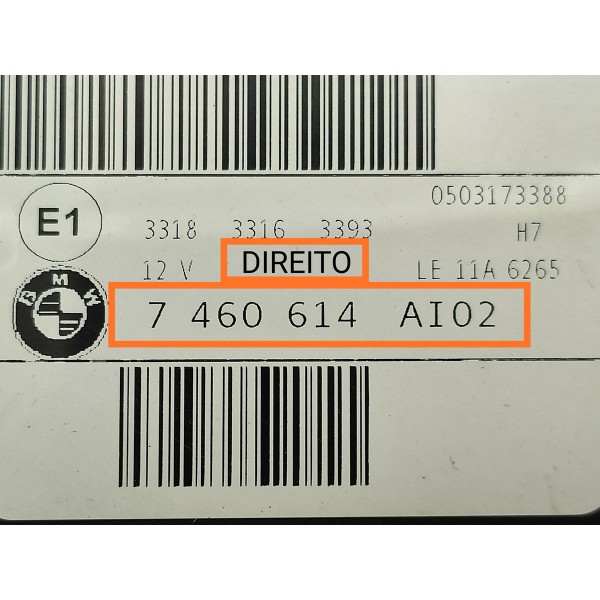 0503173388
E1
3318 3316 3393 H7
12 V DIREITO LE 11A 6265
BMW
7 460 614 AI02